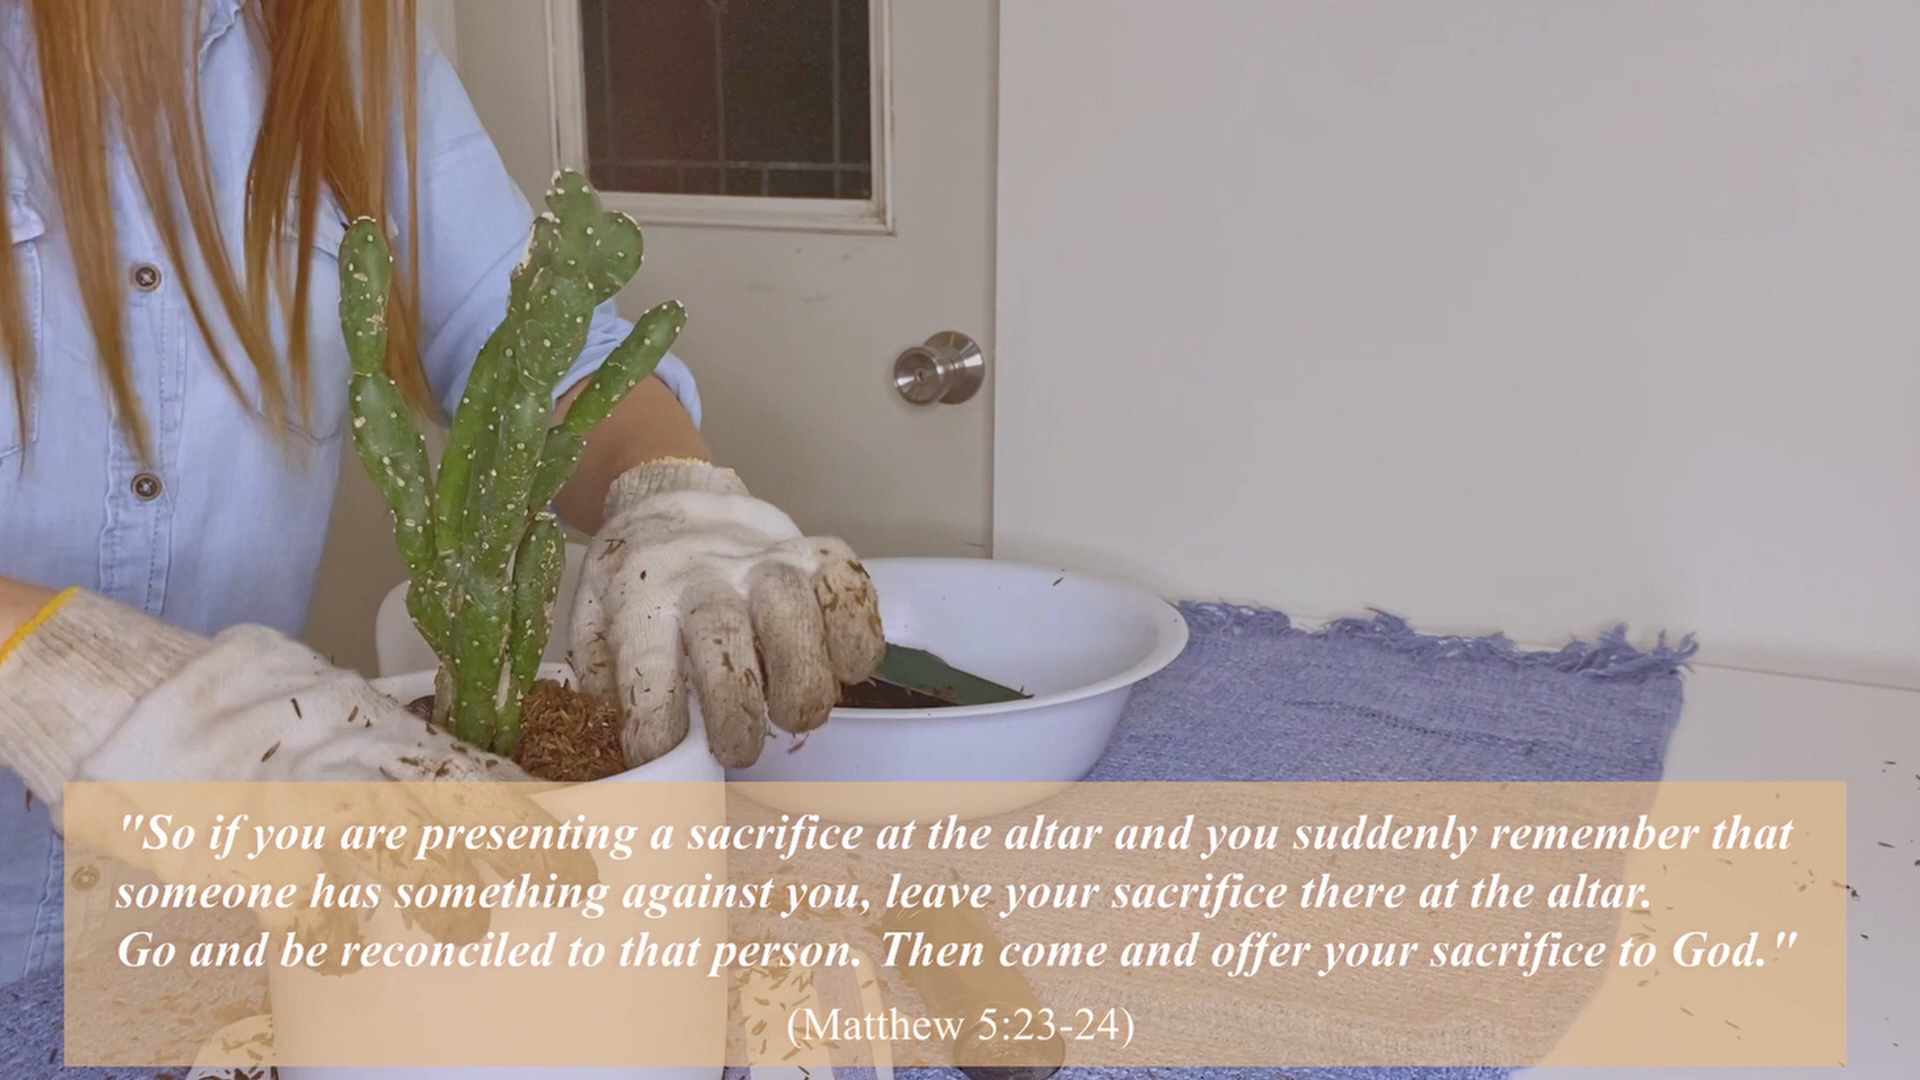 "So if you are presenting a sacrifice at the altar and you suddenly remember that
someone has something against you, leave your sacrifice there at the altar.
Go and be reconciled to that person. Then come and offer your sacrifice to God."
(Matthew 5:23-24)